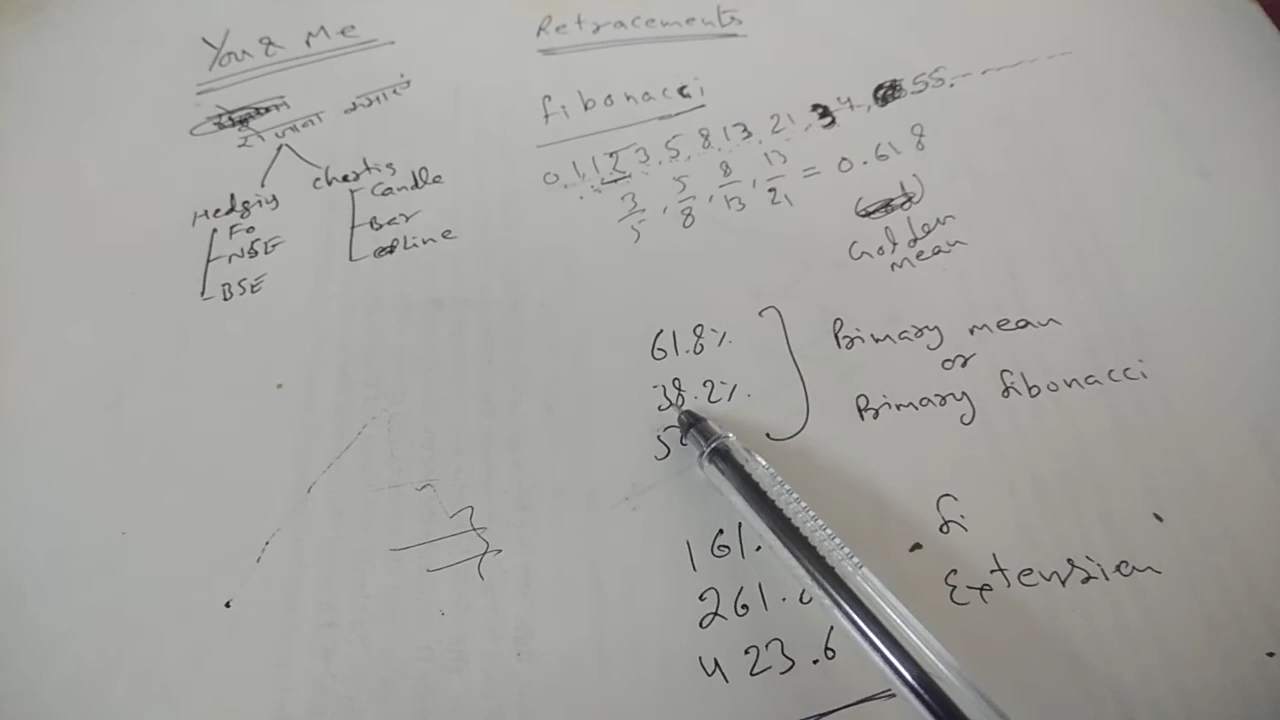 You & Me
Hedgig
Fo
NSE
BSE
chartis
Candle
Bar
Line
Retracements
fibonacci
0,1,1,2,3,5,8,13,21,34,55,------
3/5, 5/8, 8/13, 13/21 = 0.618
Golden
mean
61.8%
38.2%
Primary mean
or
Primary fibonacci
161.
261.
423.6
fi
Extension